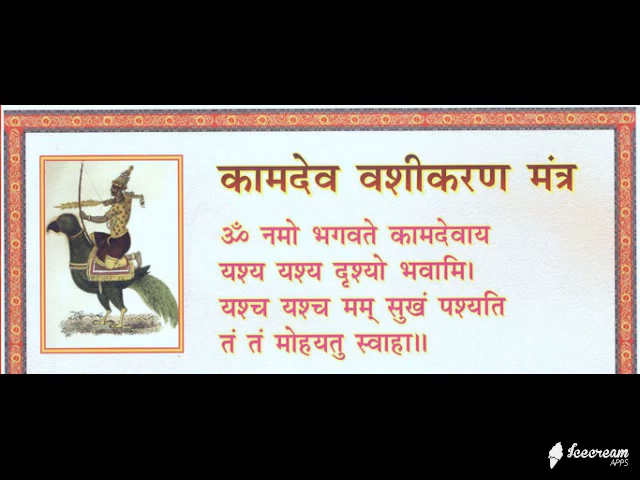 कामदेव वशीकरण मंत्र
ॐ नमो भगवते कामदेवाय
यश्य यश्य दृश्यो भवामि।
यश्च यश्च मम् सुखं पश्यति
तं तं मोहयतु स्वाहा॥
Icecream
APPS